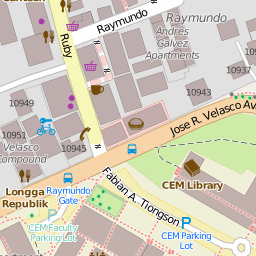 Raymundo
Raymundo
Andres
Galvez
Apartments
Ruby
10943
10937
10949
10951
10945
Velasco
Compound
Jose R. Velasco Av
CEM Library
Longga
Republik
Raymundo
Gate
Fabian A. Tiongson
CEM Faculty
Parking
Lot
CEM Parking
Lot